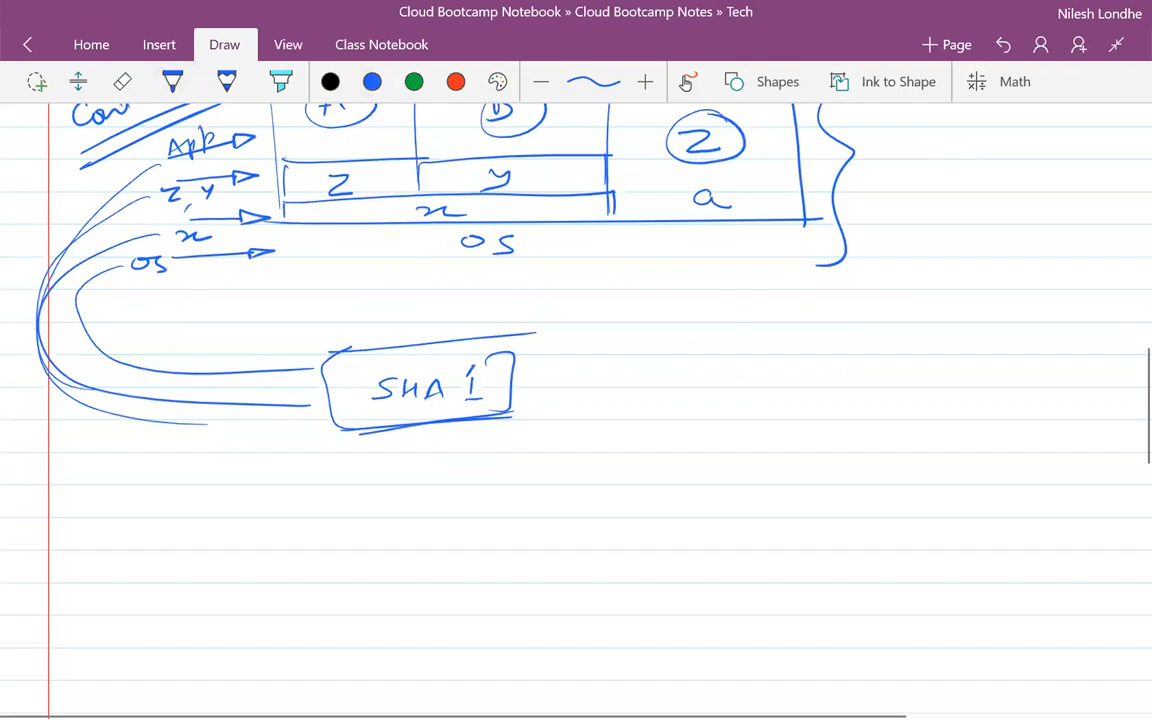 Cloud Bootcamp Notebook » Cloud Bootcamp Notes » Tech
Nilesh Londhe
Home Insert Draw View Class Notebook
Page
Shapes Ink to Shape Math
APP
Z
Z y
Z, Y
a
x
x
OS
OS
SHA 1